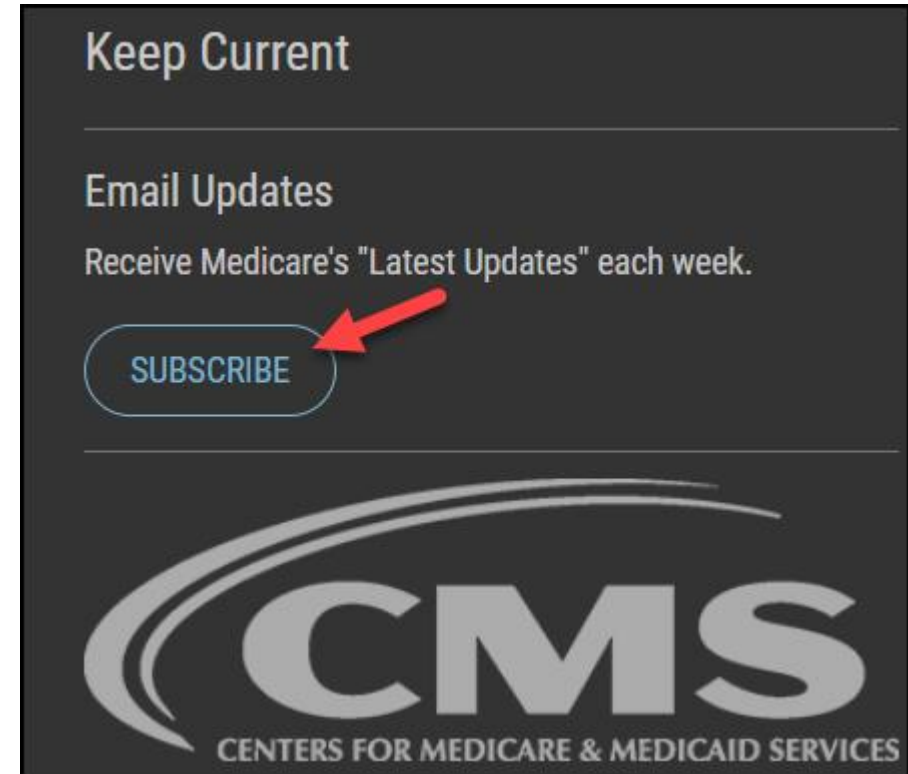 Keep Current
Email Updates
Receive Medicare's "Latest Updates" each week.
SUBSCRIBE
CMS
CENTERS FOR MEDICARE & MEDICAID SERVICES